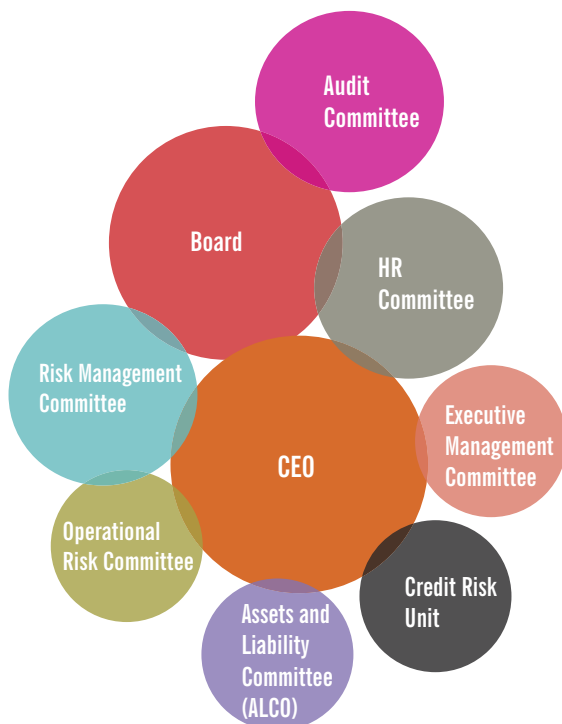 Audit
Committee
Board
HR
Committee
Risk Management
Committee
Executive
Management
Committee
CEO
Operational
Risk Committee
Credit Risk
Unit
Assets and
Liability
Committee
(ALCO)